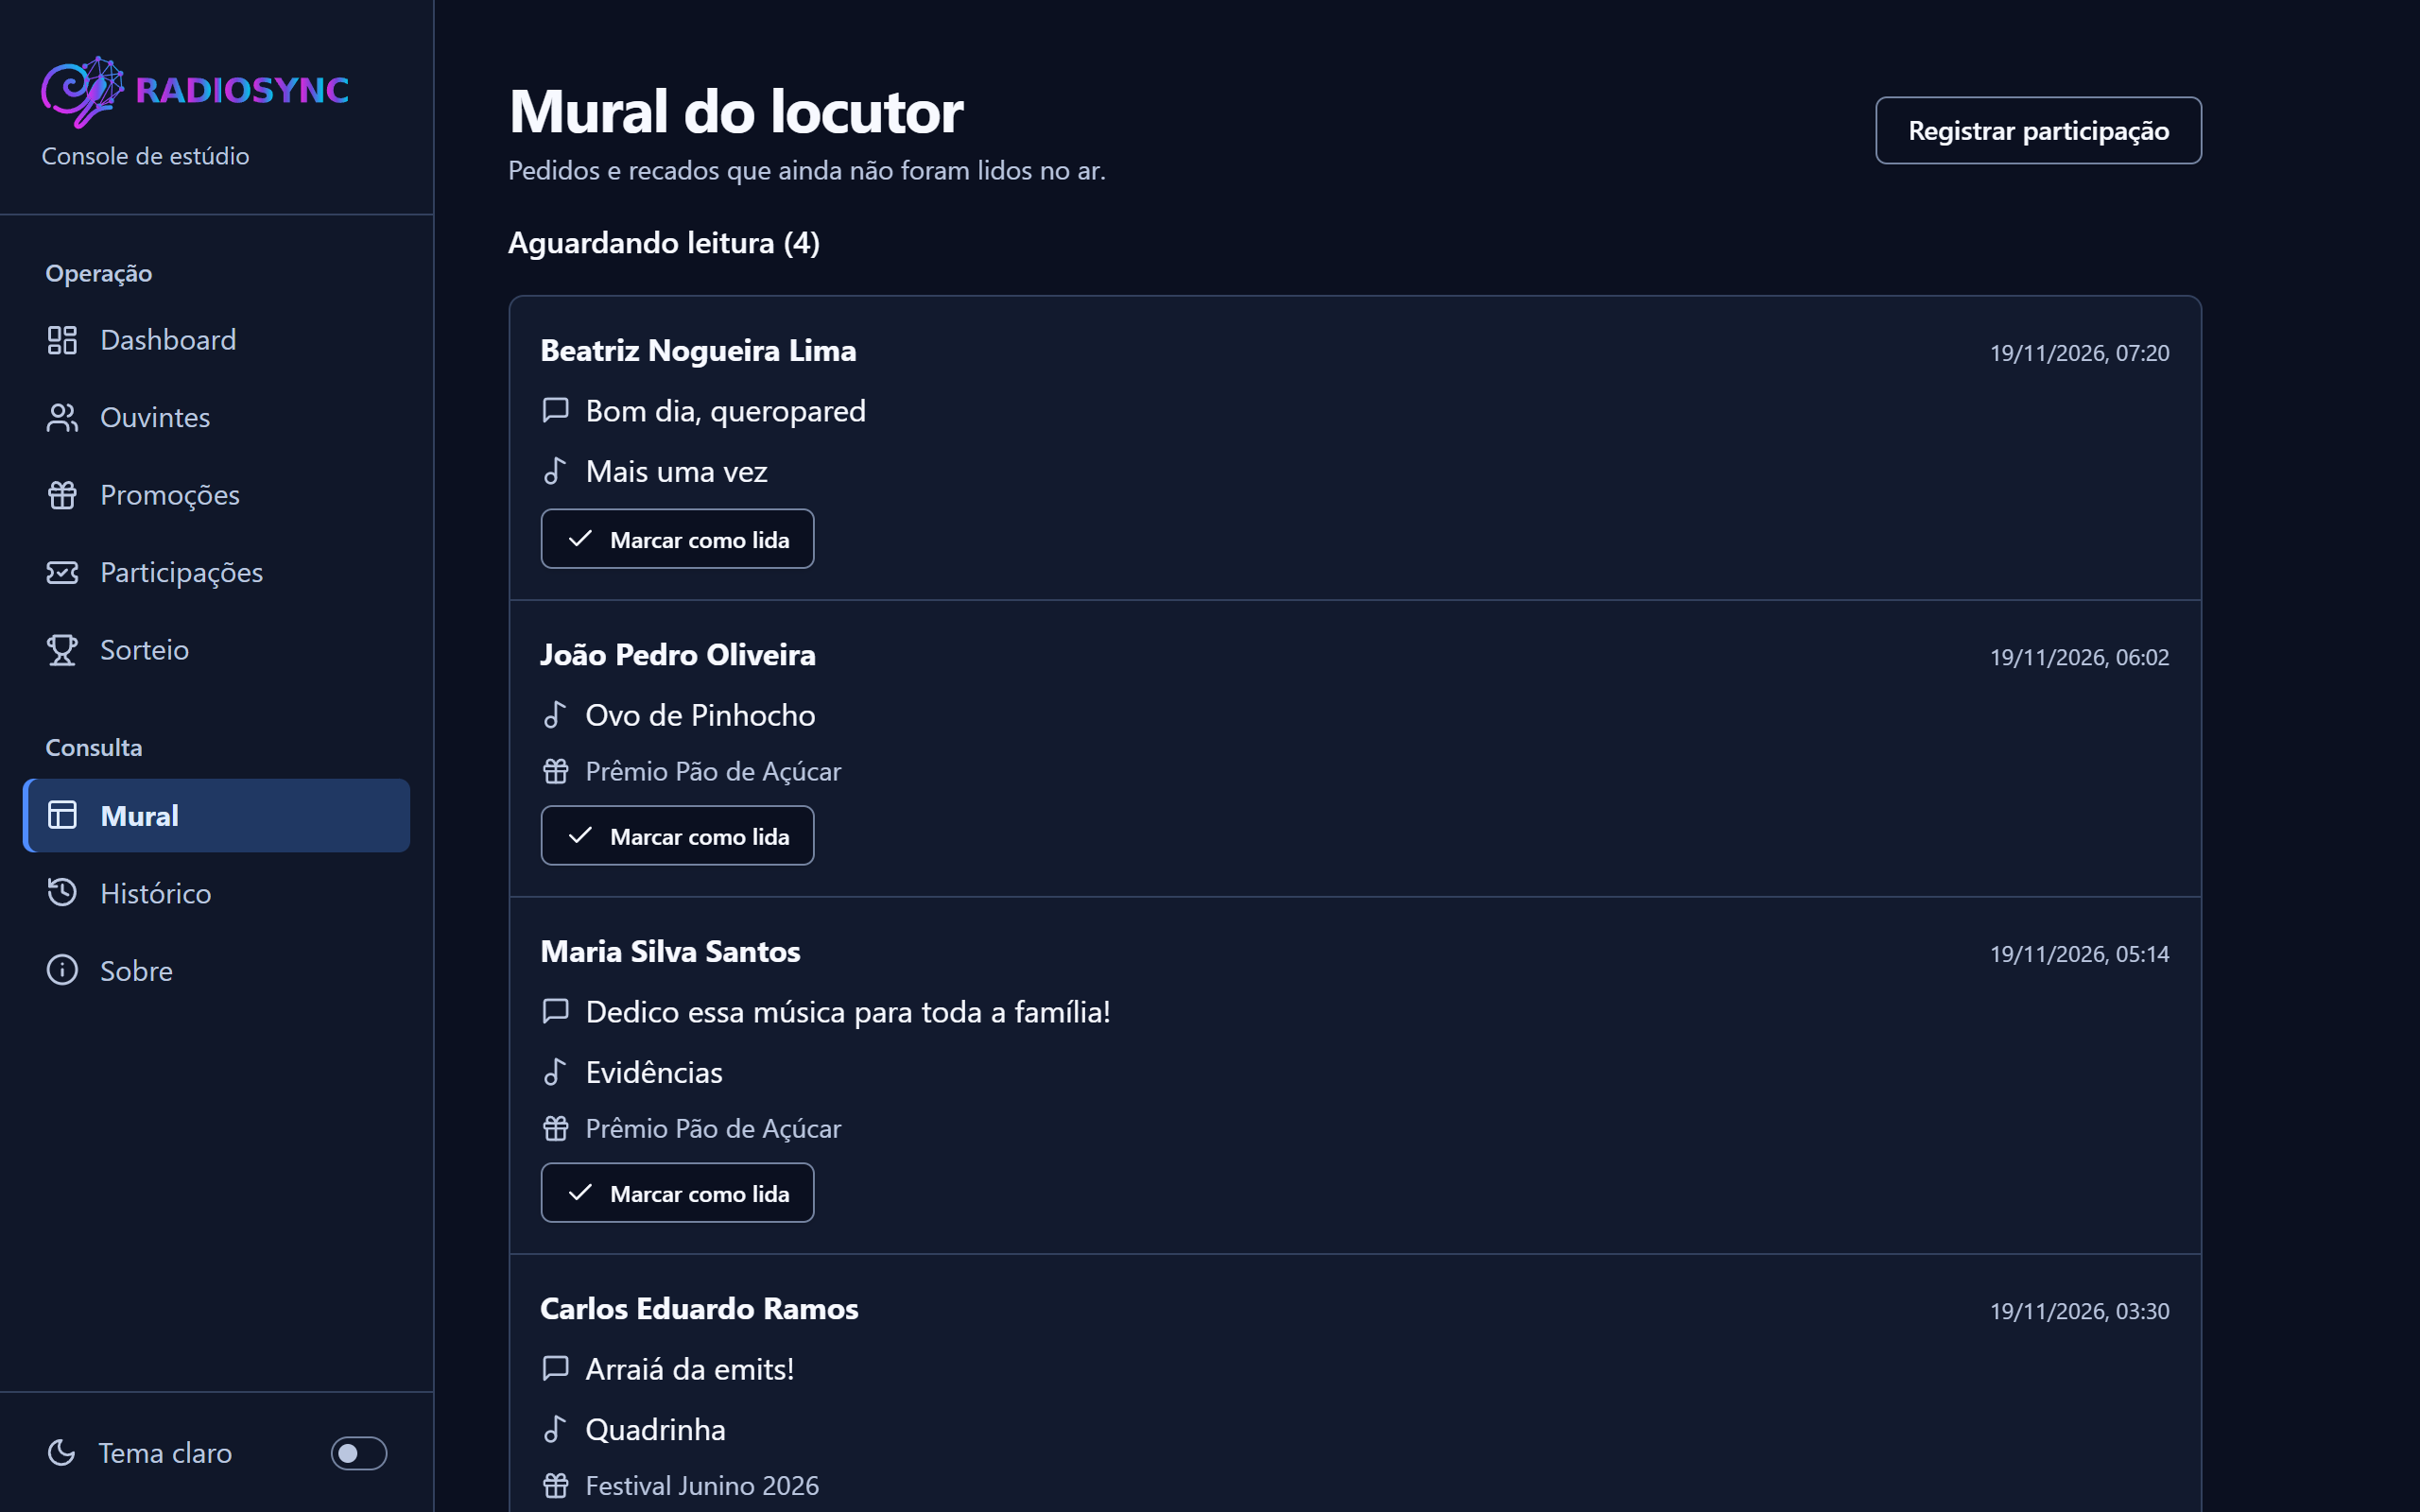 RADIOSYNC
Console de estúdio
Operação
Dashboard
Ouvintes
Promoções
Participações
Sorteio
Consulta
Mural
Histórico
Sobre
Tema claro
Mural do locutor
Pedidos e recados que ainda não foram lidos no ar.
Registrar participação
Aguardando leitura (4)
Beatriz Nogueira Lima
19/11/2026, 07:20
Bom dia, queropared
Mais uma vez
Marcar como lida
João Pedro Oliveira
19/11/2026, 06:02
Ovo de Pinhocho
Prêmio Pão de Açúcar
Marcar como lida
Maria Silva Santos
19/11/2026, 05:14
Dedico essa música para toda a família!
Evidências
Prêmio Pão de Açúcar
Marcar como lida
Carlos Eduardo Ramos
19/11/2026, 03:30
Arraiá da emits!
Quadrinha
Festival Junino 2026